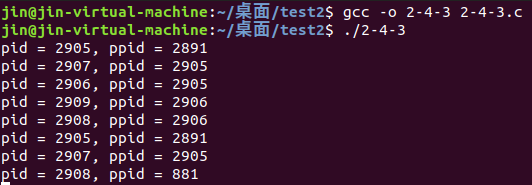 jin@jin-virtual-machine:~/桌面/test2$ gcc -o 2-4-3 2-4-3.c
jin@jin-virtual-machine:~/桌面/test2$ ./2-4-3
pid = 2905, ppid = 2891
pid = 2907, ppid = 2905
pid = 2906, ppid = 2905
pid = 2909, ppid = 2906
pid = 2908, ppid = 2906
pid = 2905, ppid = 2891
pid = 2907, ppid = 2905
pid = 2908, ppid = 881